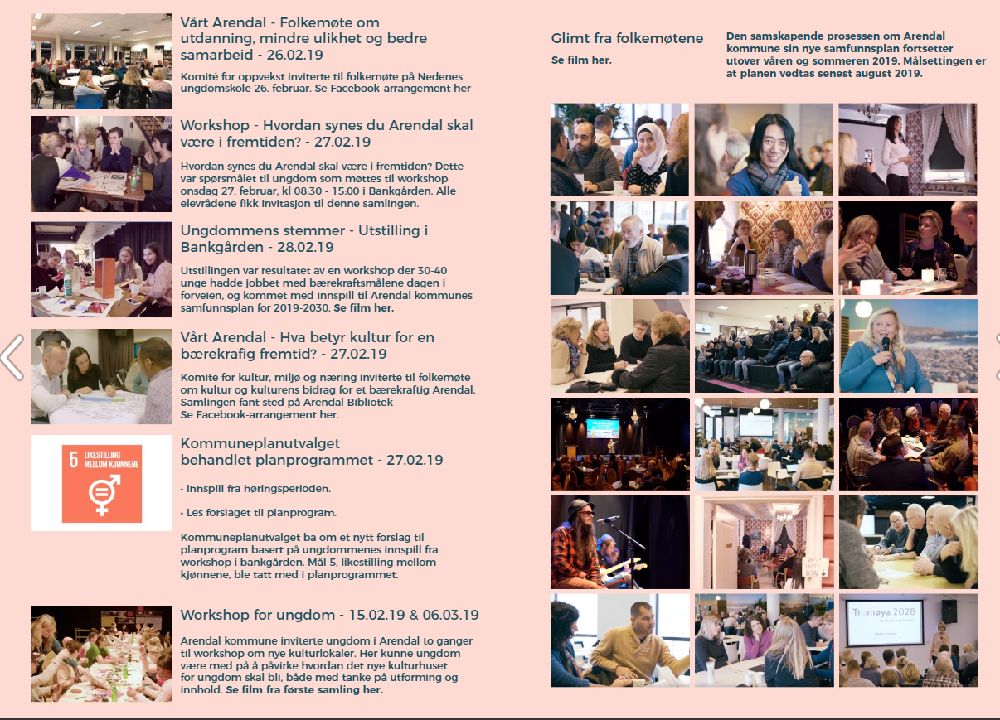 Vårt Arendal - Folkemøte om
utdanning, mindre ulikhet og bedre
samarbeid - 26.02.19
Komité for oppvekst inviterte til folkemøte på Nedenes
ungdomskole 26. februar. Se Facebook-arrangement her
Workshop - Hvordan synes du Arendal skal
være i fremtiden? - 27.02.19
Hvordan synes du Arendal skal være i fremtiden? Dette
var spørsmålet til ungdom som møttes til workshop
onsdag 27. februar, kl 08:30 - 15:00 i Bankgården. Alle
elevrådene fikk invitasjon til denne samlingen.
Ungdommens stemmer - Utstilling i
Bankgården - 28.02.19
Utstillingen var resultatet av en workshop der 30-40
unge hadde jobbet med bærekraftsmålene dagen i
forveien, og kommet med innspill til Arendal kommunes
samfunnsplan for 2019-2030. Se film her.
Vårt Arendal - Hva betyr kultur for en
bærekrafig fremtid? - 27.02.19
Komité for kultur, miljø og næring inviterte til folkemøte
om kultur og kulturens bidrag for et bærekraftig Arendal.
Samlingen fant sted på Arendal Bibliotek
Se Facebook-arrangement her.
5 LIKESTILLING
MELLOM KJØNNENE
Kommuneplanutvalget
behandlet planprogrammet - 27.02.19
• Innspill fra høringsperioden.
• Les forslaget til planprogram.
Kommuneplanutvalget ba om et nytt forslag til
planprogram basert på ungdommenes innspill fra
workshop i bankgården. Mål 5, likestilling mellom
kjønnene, ble tatt med i planprogrammet.
Workshop for ungdom - 15.02.19 & 06.03.19
Arendal kommune inviterte ungdom i Arendal to ganger
til workshop om nye kulturlokaler. Her kunne ungdom
være med på å påvirke hvordan det nye kulturhuset
for ungdom skal bli, både med tanke på utforming og
innhold. Se film fra første samling her.
Glimt fra folkemøtene
Se film her.
Den samskapende prosessen om Arendal
kommune sin nye samfunnsplan fortsetter
utover våren og sommeren 2019. Målsettingen er
at planen vedtas senest august 2019.
Tromøya 2028